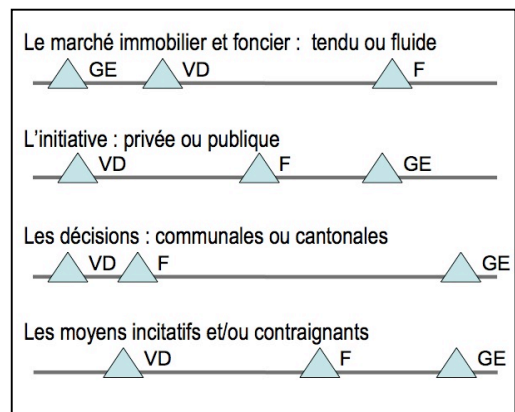 Le marché immobilier et foncier : tendu ou fluide
GE VD F
L'initiative : privée ou publique
VD F GE
Les décisions : communales ou cantonales
VD F GE
Les moyens incitatifs et/ou contraignants
VD F GE